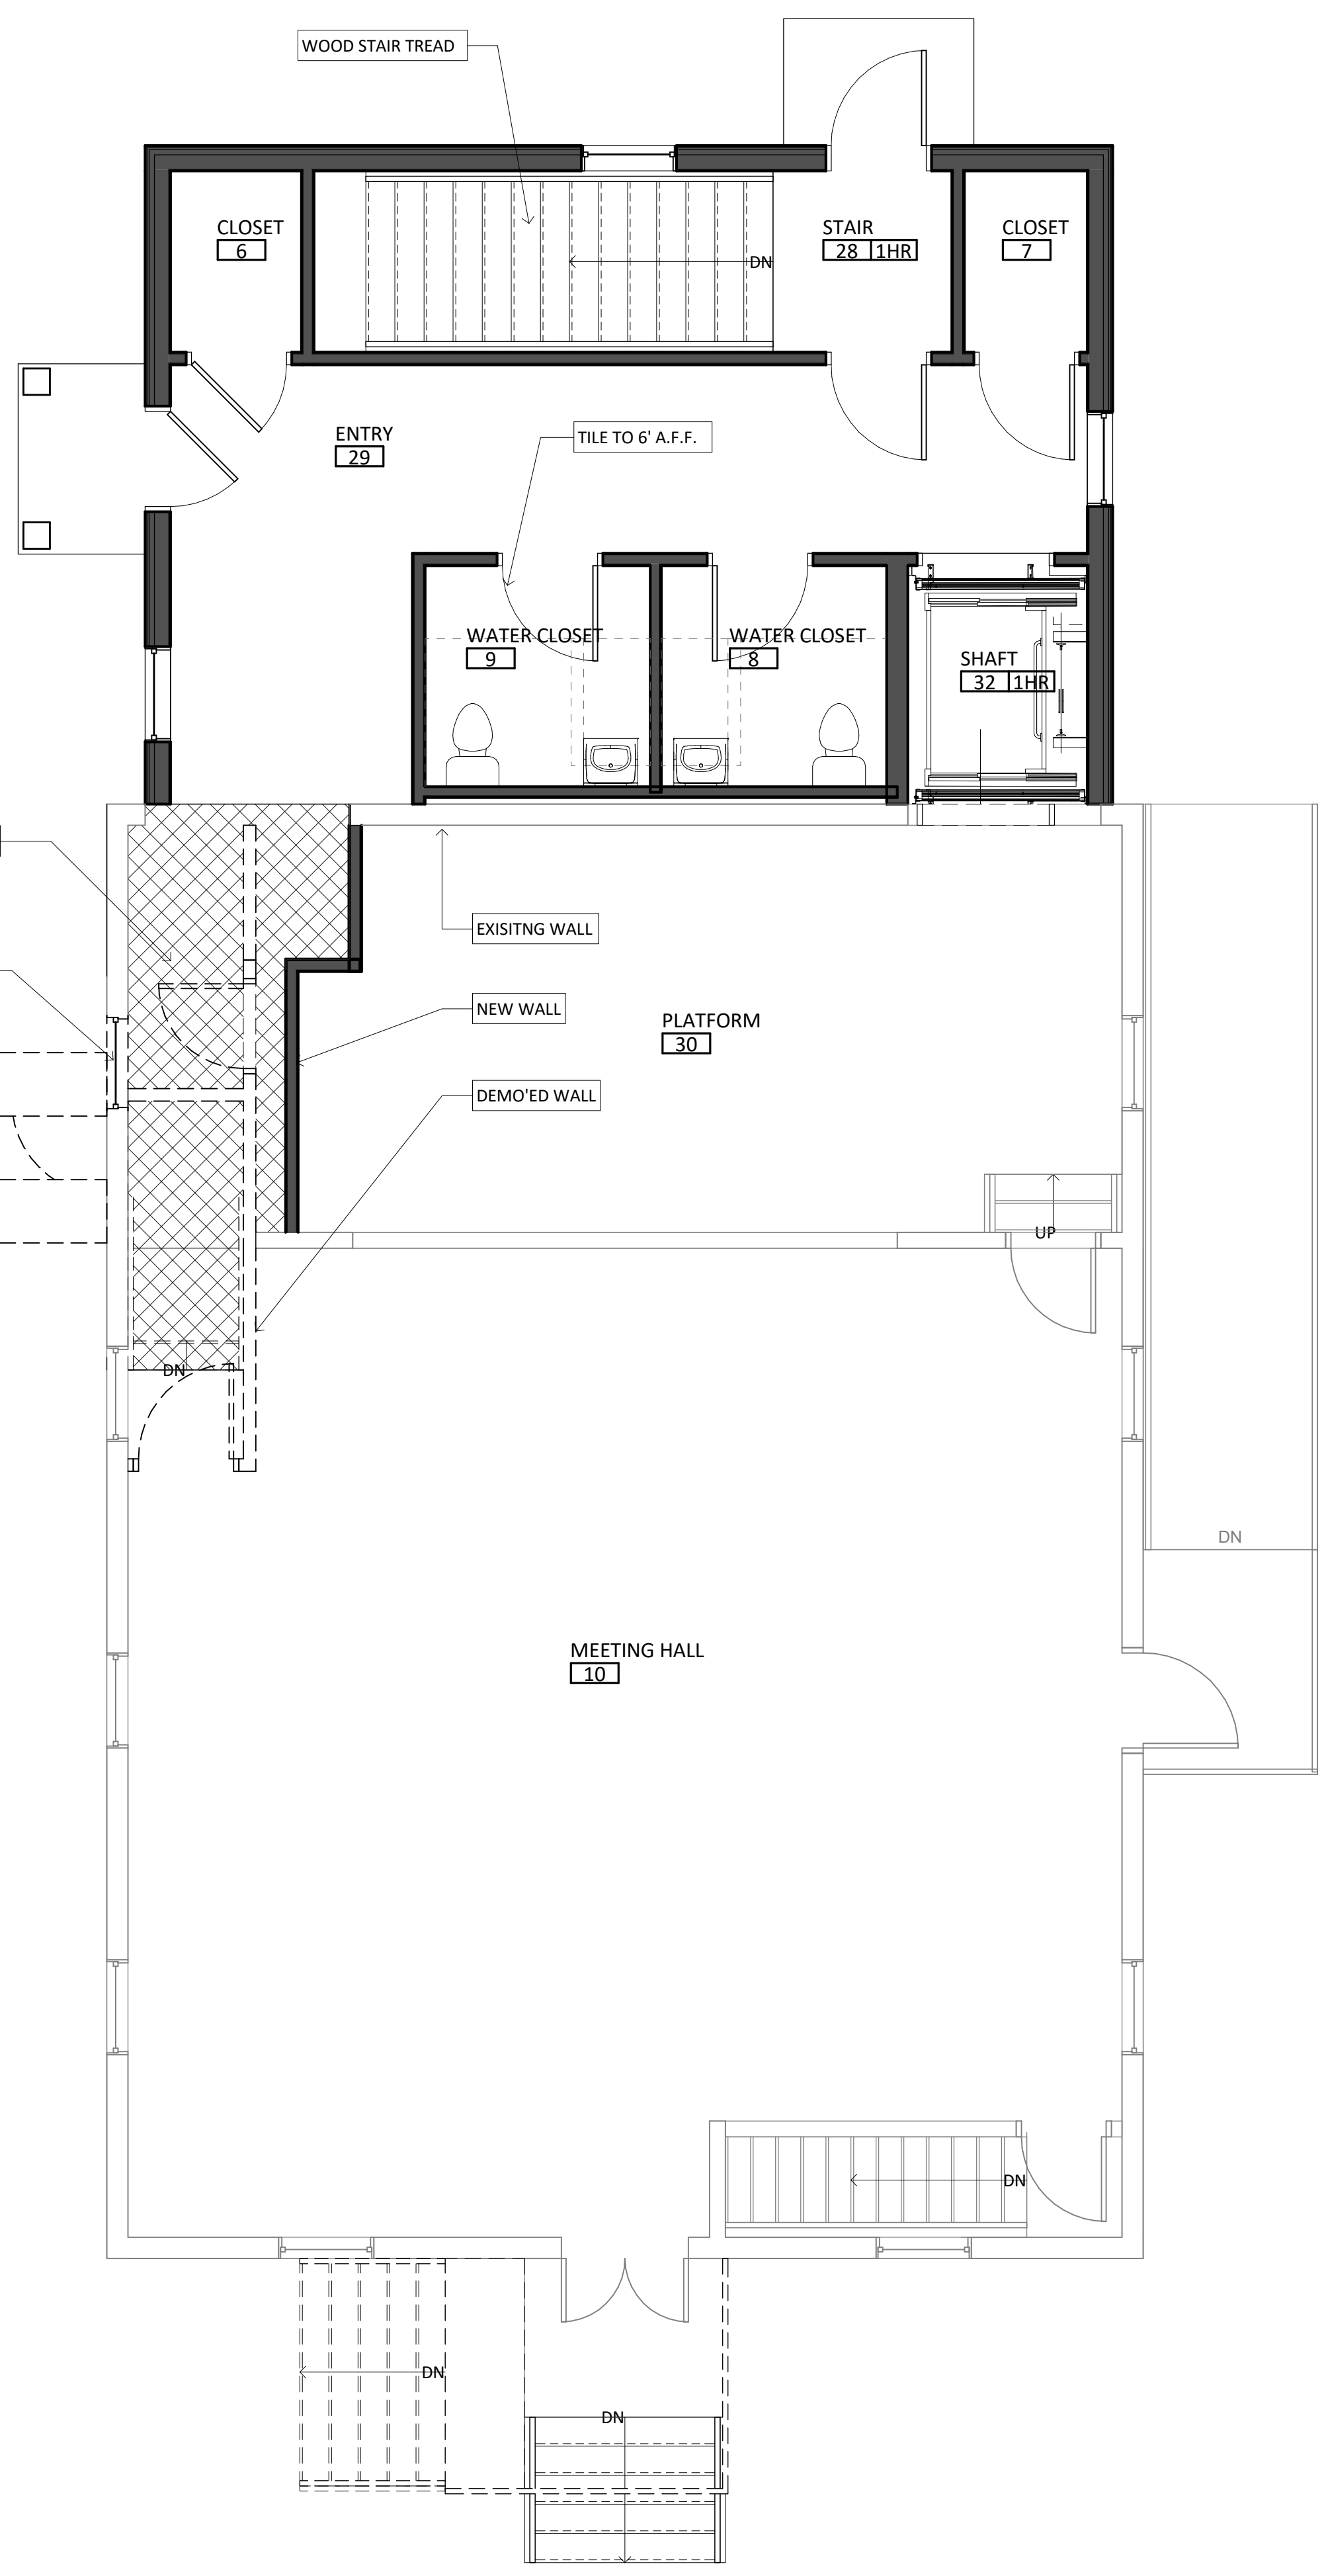 WOOD STAIR TREAD
CLOSET
6
DN
STAIR
28 1HR
CLOSET
7
ENTRY
29
TILE TO 6' A.F.F.
WATER CLOSET
9
WATER CLOSET
8
SHAFT
32 1HR
EXISITNG WALL
NEW WALL
PLATFORM
30
DEMO'ED WALL
UP
DN
DN
MEETING HALL
10
DN
DN
DN